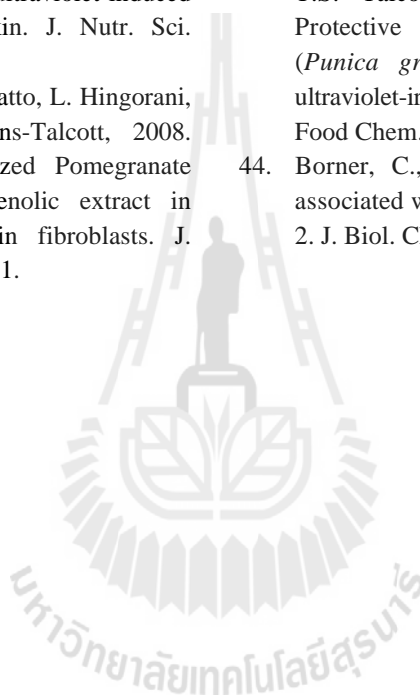 ultraviolet-induced
kin. J. Nutr. Sci.
atto, L. Hingorani,
ns-Talcott, 2008.
zed Pomegranate
enolic extract in
in fibroblasts. J.
1.
Protective
(Punica gr
ultraviolet-in
Food Chem.
44. Borner, C.,
associated w
2. J. Biol. C
มหาวิทยาลัยเทคโนโลยีสุรนารี